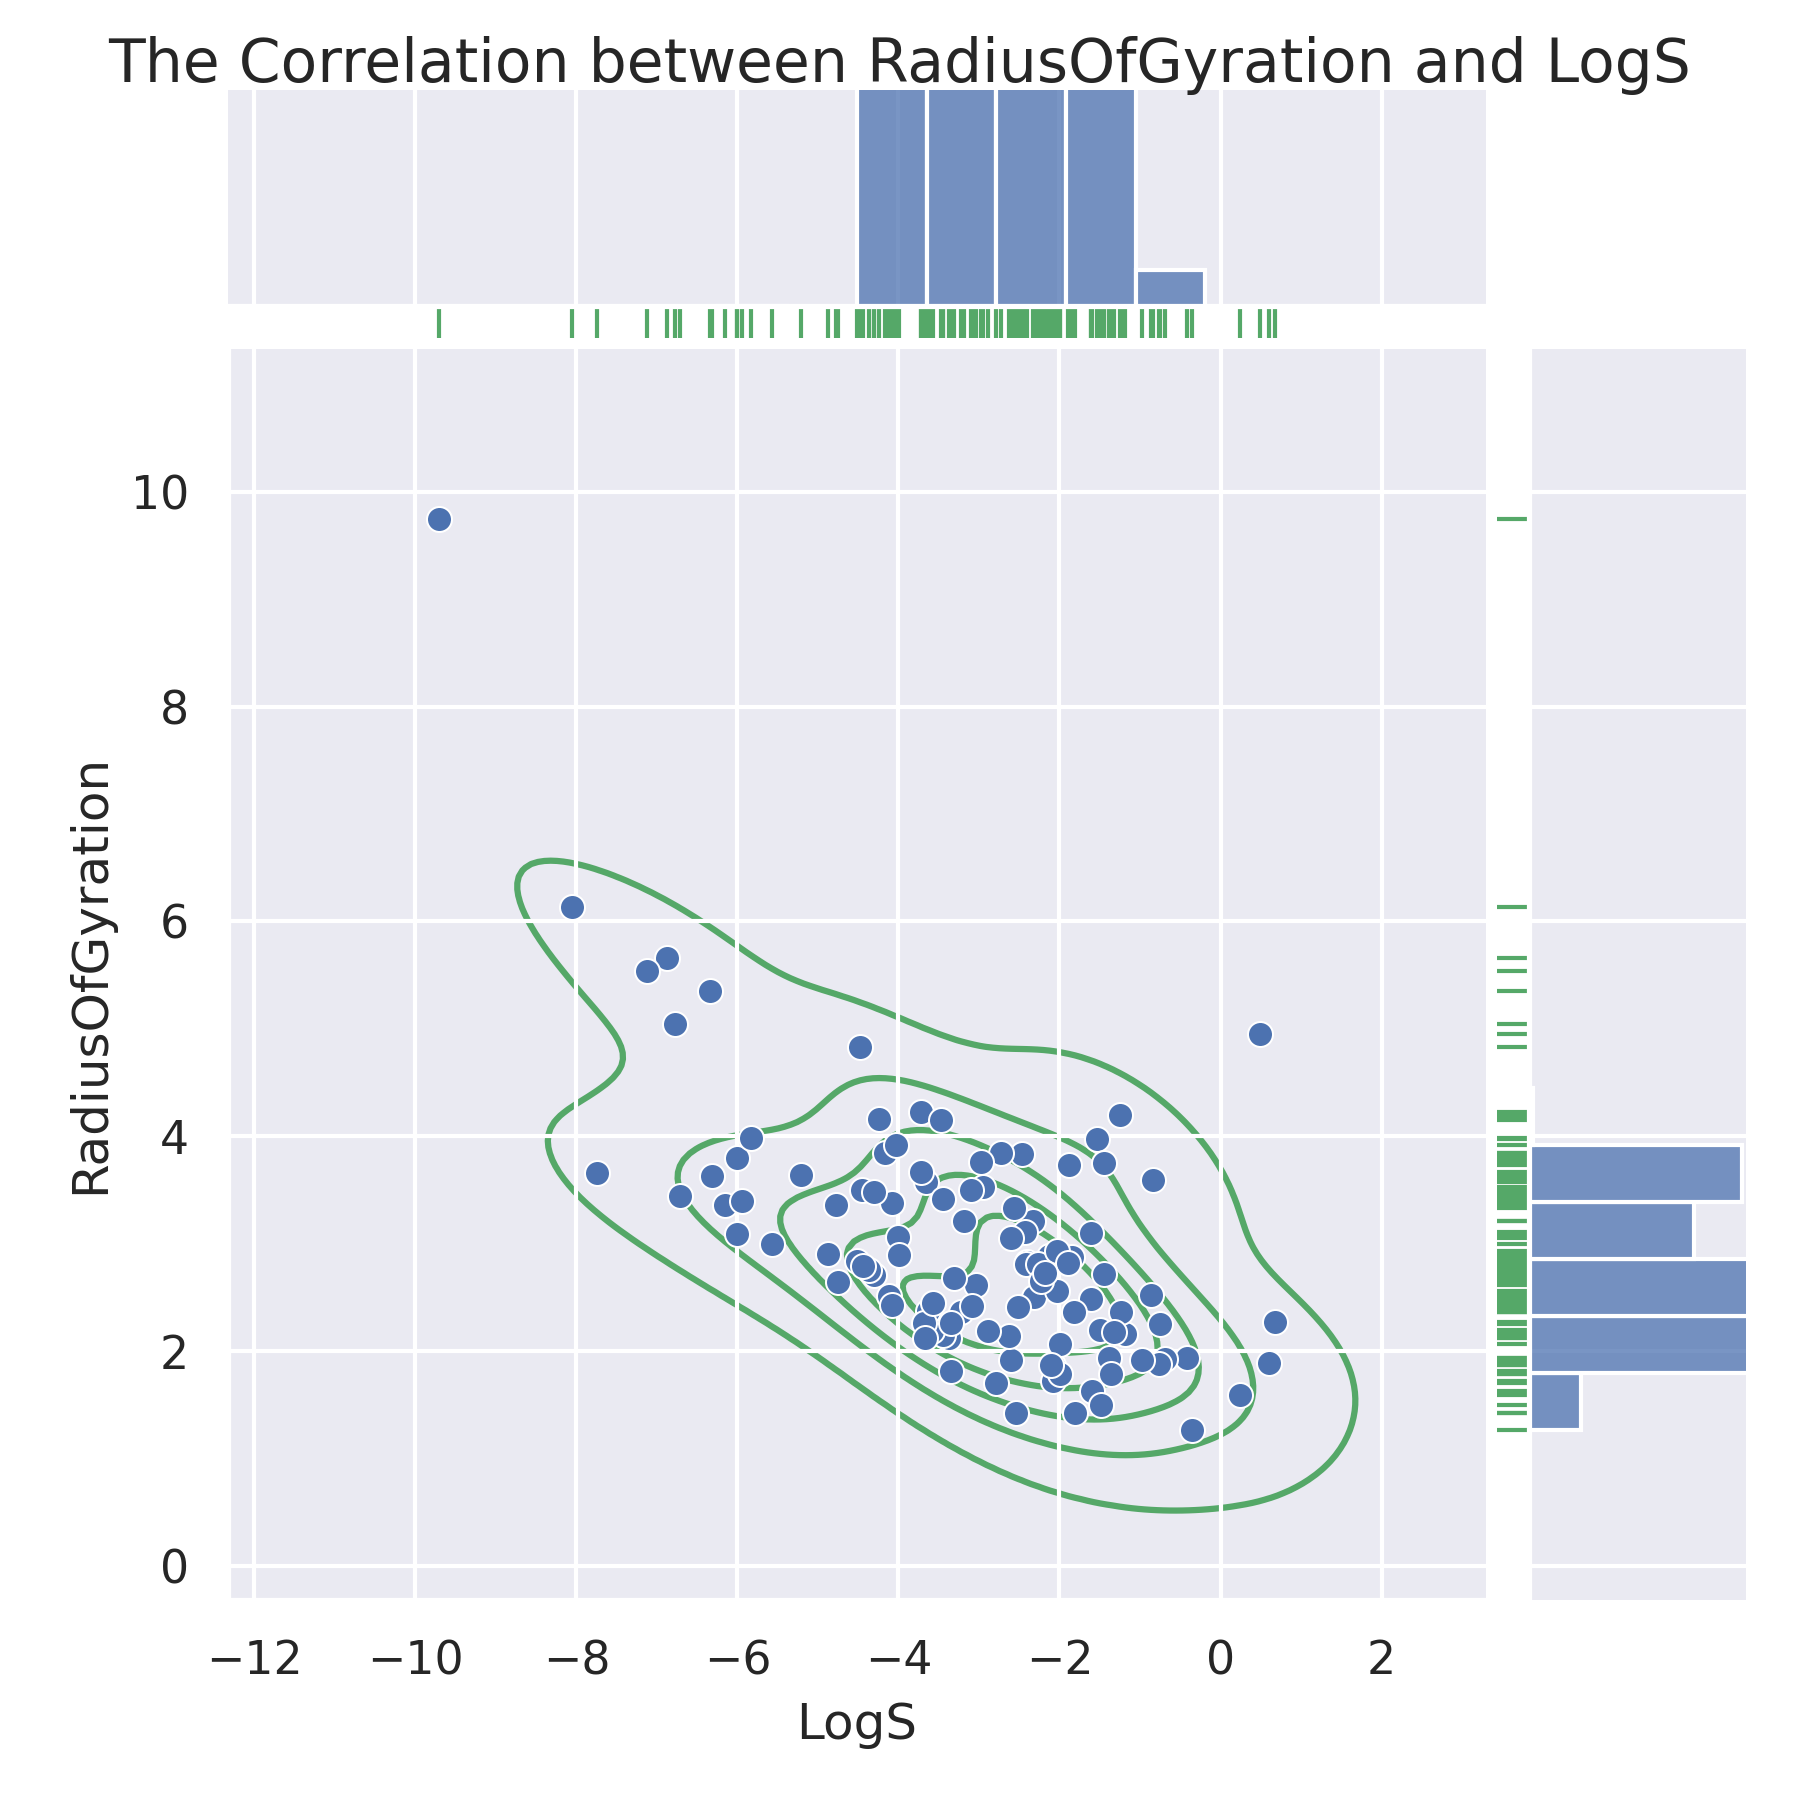 The Correlation between RadiusOfGyration and LogS
10
8
6
4
2
0
RadiusOfGyration
−12 −10 −8 −6 −4 −2 0 2
LogS